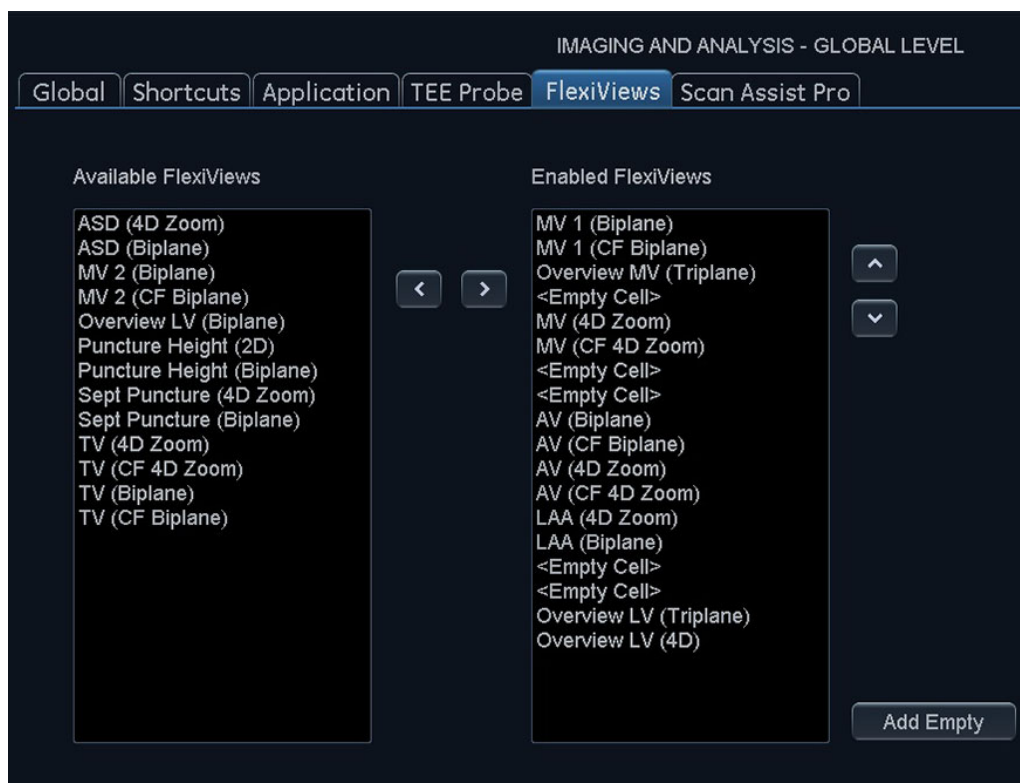 IMAGING AND ANALYSIS - GLOBAL LEVEL
Global Shortcuts Application TEE Probe FlexiViews Scan Assist Pro
Available FlexiViews
ASD (4D Zoom)
ASD (Biplane)
MV 2 (Biplane)
MV 2 (CF Biplane)
Overview LV (Biplane)
Puncture Height (2D)
Puncture Height (Biplane)
Sept Puncture (4D Zoom)
Sept Puncture (Biplane)
TV (4D Zoom)
TV (CF 4D Zoom)
TV (Biplane)
TV (CF Biplane)
Enabled FlexiViews
MV 1 (Biplane)
MV 1 (CF Biplane)
Overview MV (Triplane)
<Empty Cell>
MV (4D Zoom)
MV (CF 4D Zoom)
<Empty Cell>
<Empty Cell>
AV (Biplane)
AV (CF Biplane)
AV (4D Zoom)
AV (CF 4D Zoom)
LAA (4D Zoom)
LAA (Biplane)
<Empty Cell>
<Empty Cell>
Overview LV (Triplane)
Overview LV (4D)
Add Empty